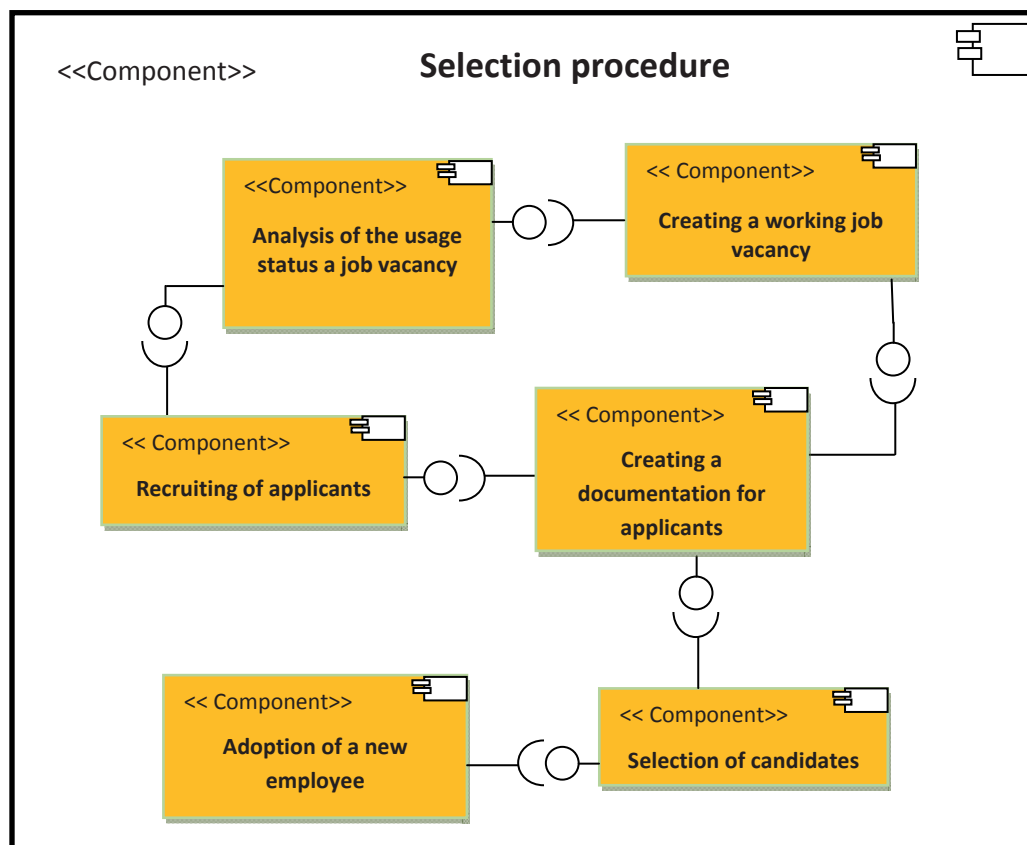 <<Component>>
Selection procedure
<<Component>>
Analysis of the usage
status a job vacancy
<< Component>>
Creating a working job
vacancy
<< Component>>
Recruiting of applicants
<< Component>>
Creating a
documentation for
applicants
<< Component>>
Adoption of a new
employee
<< Component>>
Selection of candidates